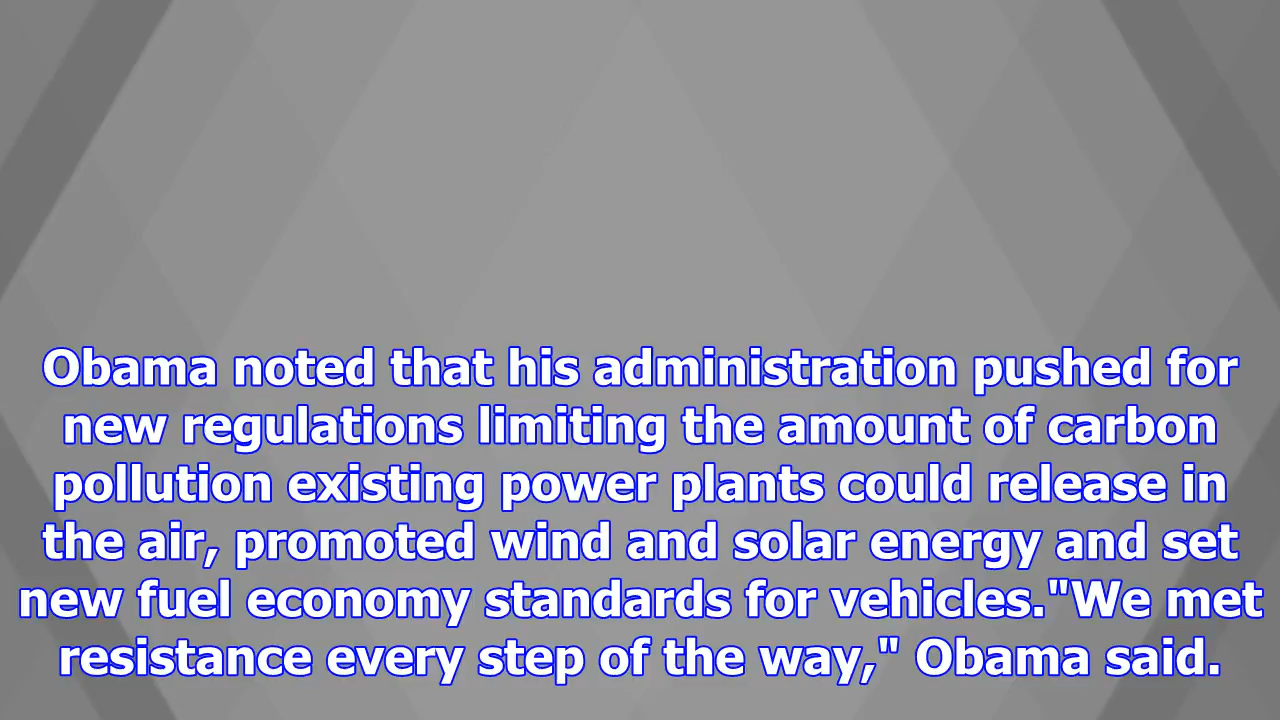 Obama noted that his administration pushed for
new regulations limiting the amount of carbon
pollution existing power plants could release in
the air, promoted wind and solar energy and set
new fuel economy standards for vehicles."We met
resistance every step of the way," Obama said.